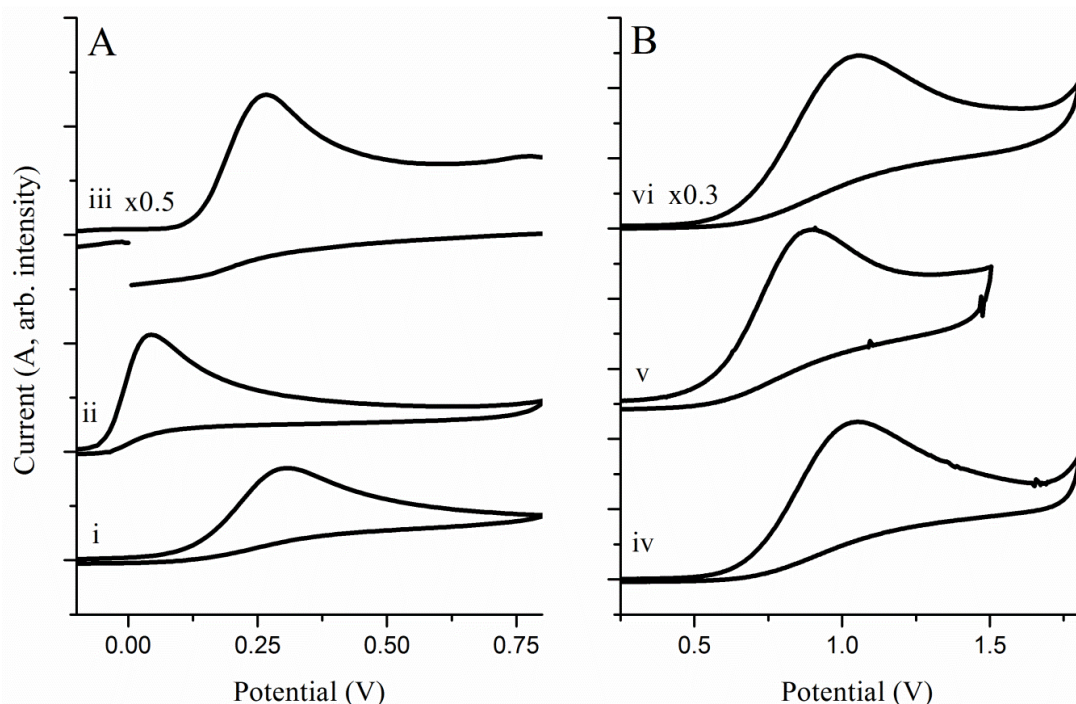 A
B
Current (A, arb. intensity)
iii x0.5
ii
i
vi x0.3
v
iv
0.00 0.25 0.50 0.75
0.5 1.0 1.5
Potential (V)
Potential (V)